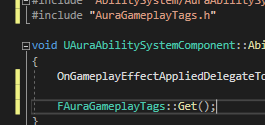 #include "AbilitySystem/AuraAbilitySy
#include "AuraGameplayTags.h"
void UAuraAbilitySystemComponent::Abi
{
OnGameplayEffectAppliedDelegateTo
FAuraGameplayTags::Get();
}